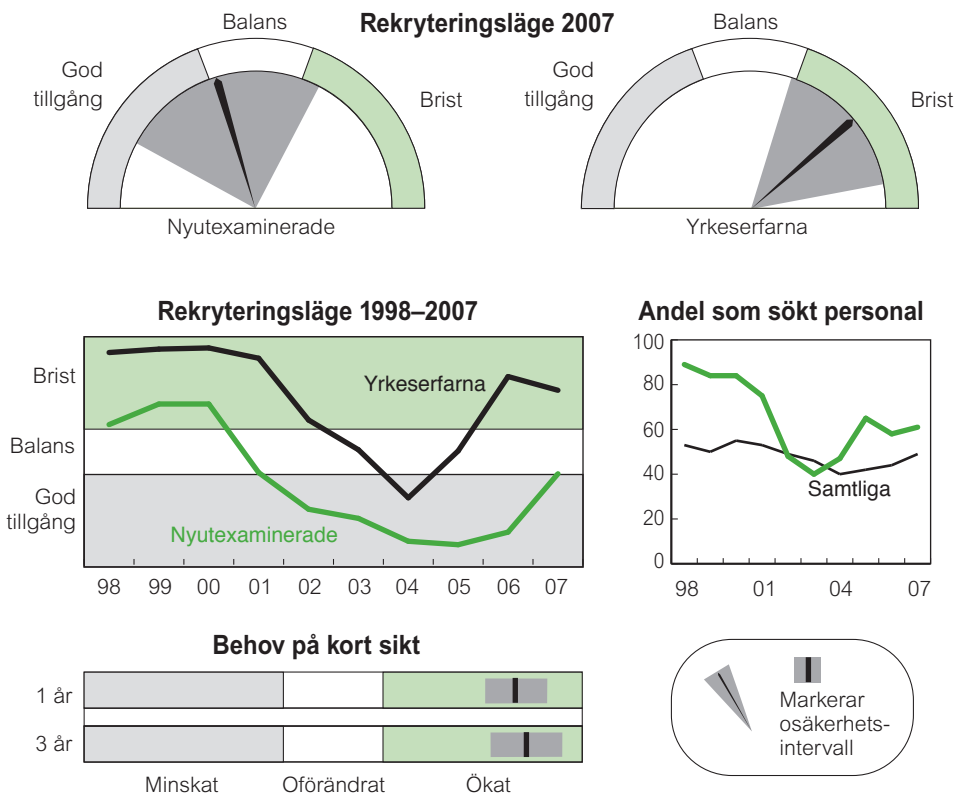 Rekryteringsläge 2007
Balans
God
tillgång
Brist
Nyutexaminerade
Balans
God
tillgång
Brist
Yrkeserfarna
Rekryteringsläge 1998–2007
Brist
Balans
God
tillgång
Yrkeserfarna
Nyutexaminerade
98 99 00 01 02 03 04 05 06 07
Andel som sökt personal
100
80
60
40
20
0
Samtliga
98 01 04 07
Behov på kort sikt
1 år
3 år
Minskat Oförändrat Ökat
Markerar
osäkerhets-
intervall